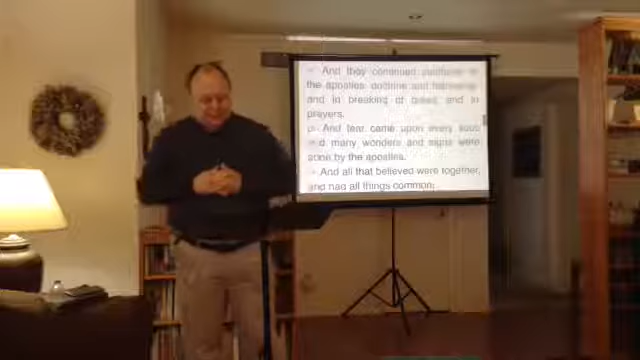 And they continued
the apostles' doctrine and
and in breaking of bread, and in
prayers.
And fear came upon every soul:
and many wonders and signs were
done by the apostles.
And all that believed were together,
and had all things common;